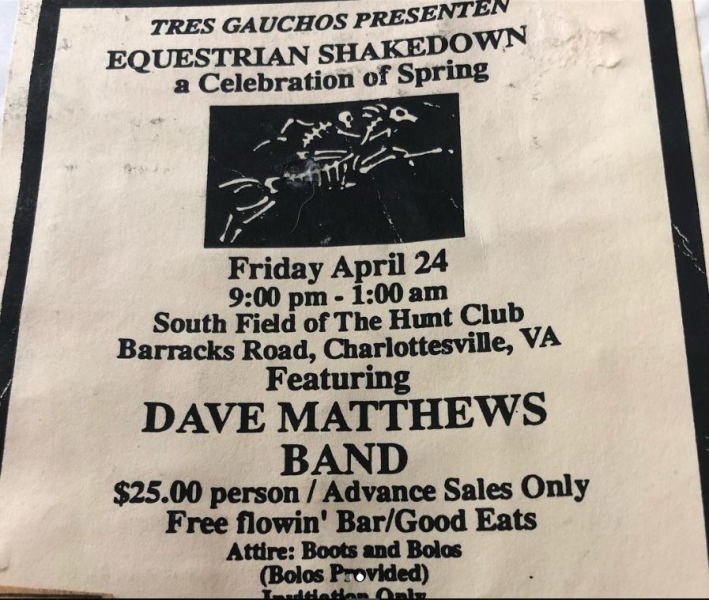 TRES GAUCHOS PRESENTEN
EQUESTRIAN SHAKEDOWN
a Celebration of Spring
Friday April 24
9:00 pm - 1:00 am
South Field of The Hunt Club
Barracks Road, Charlottesville, VA
Featuring
DAVE MATTHEWS
BAND
$25.00 person / Advance Sales Only
Free flowin' Bar/Good Eats
Attire: Boots and Bolos
(Bolos Provided)
Only